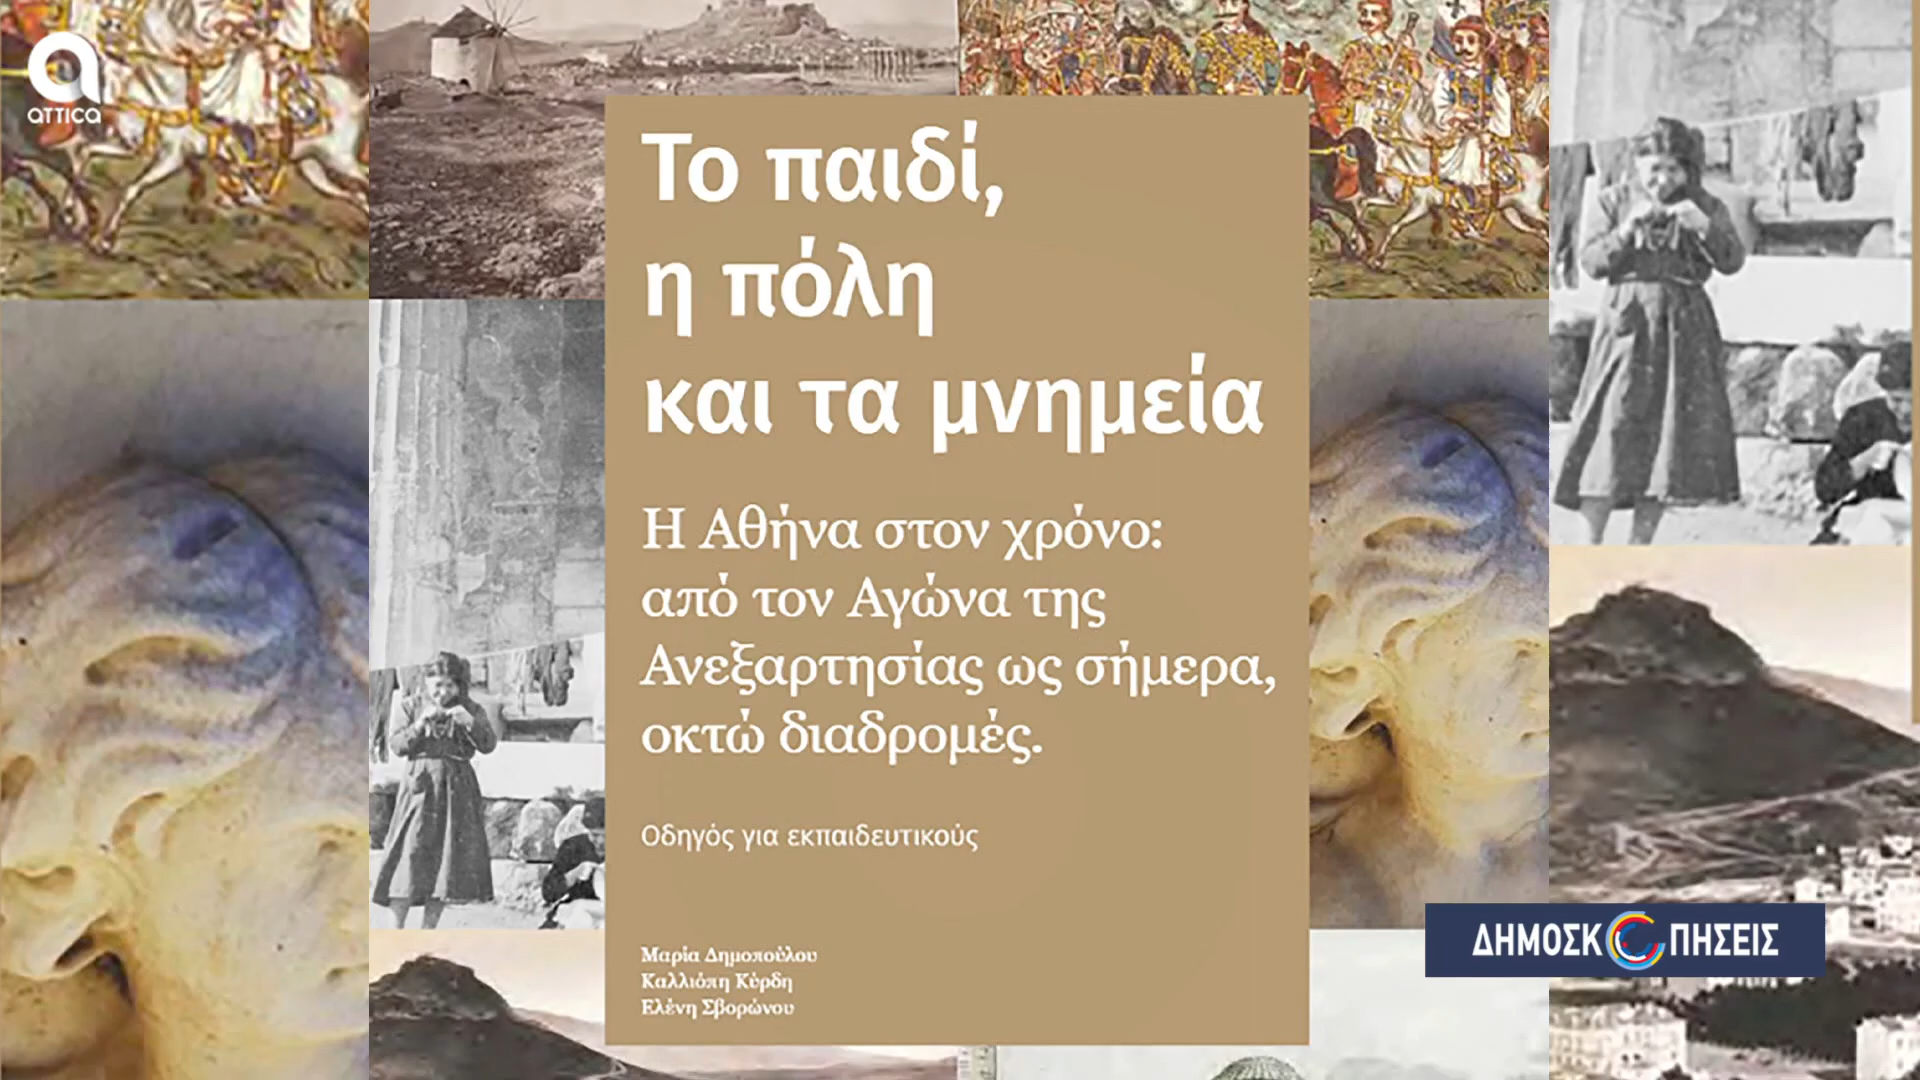 attica
Το παιδί,
η πόλη
και τα μνημεία
Η Αθήνα στον χρόνο:
από τον Αγώνα της
Ανεξαρτησίας ως σήμερα,
οκτώ διαδρομές.
Οδηγός για εκπαιδευτικούς
Μαρία Δημοπούλου
Καλλιόπη Κύρδη
Ελένη Σβορώνου
ΔΗΜΟΣΚΟΠΗΣΕΙΣ